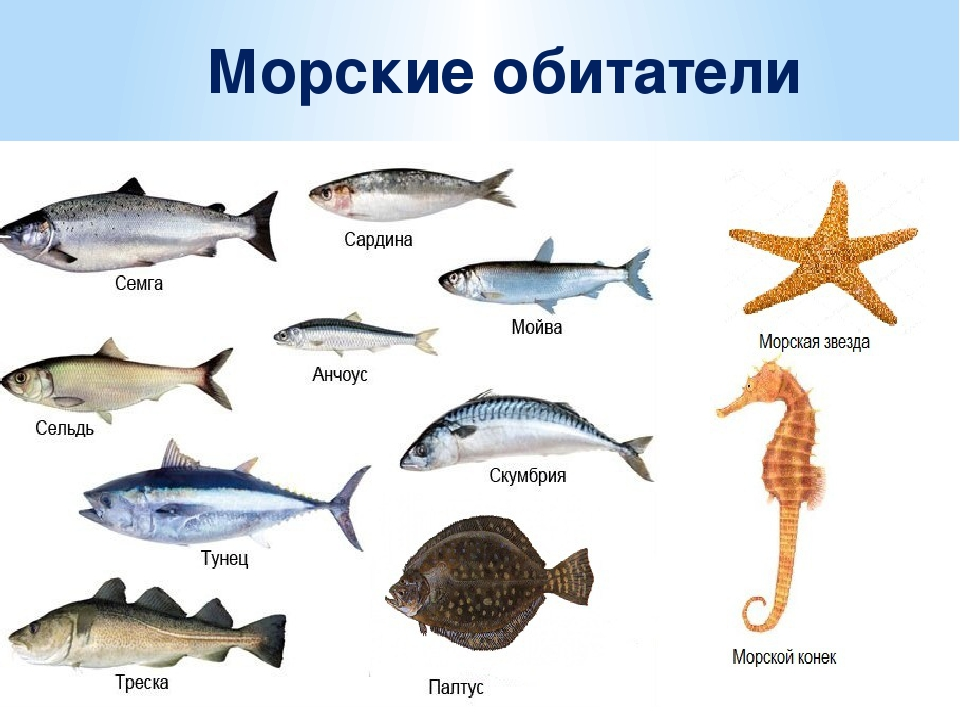 Морские обитатели
Семга
Сардина
Мойва
Анчоус
Сельдь
Скумбрия
Тунец
Треска
Палтус
Морская звезда
Морской конек